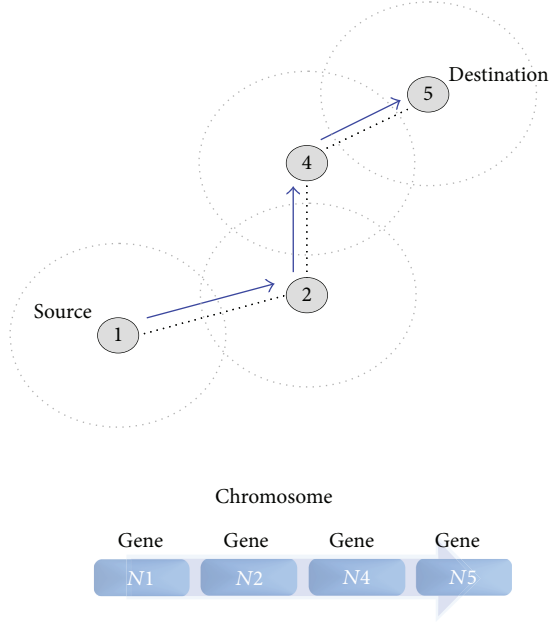 Destination
5
4
2
Source
1
Chromosome
Gene Gene Gene Gene
N1 N2 N4 N5